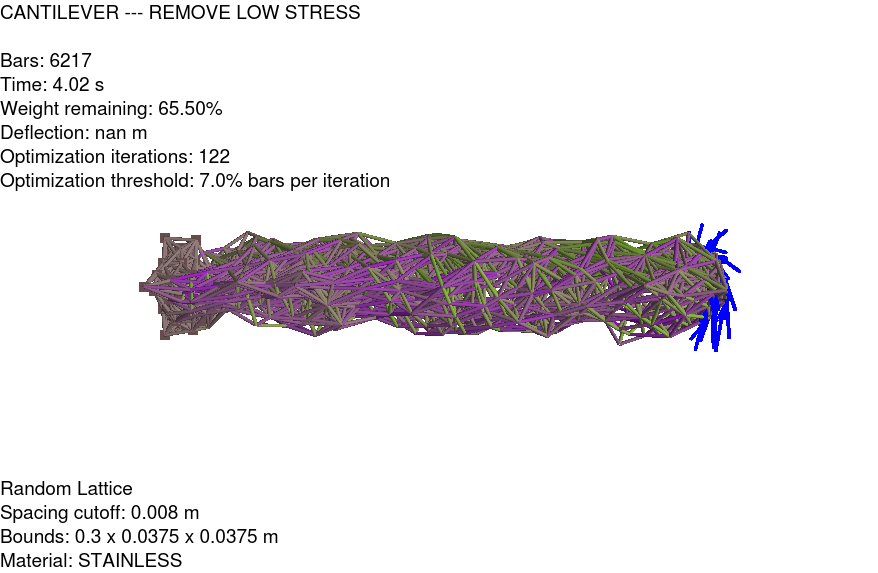 CANTILEVER --- REMOVE LOW STRESS
Bars: 6217
Time: 4.02 s
Weight remaining: 65.50%
Deflection: nan m
Optimization iterations: 122
Optimization threshold: 7.0% bars per iteration
Random Lattice
Spacing cutoff: 0.008 m
Bounds: 0.3 x 0.0375 x 0.0375 m
Material: STAINLESS